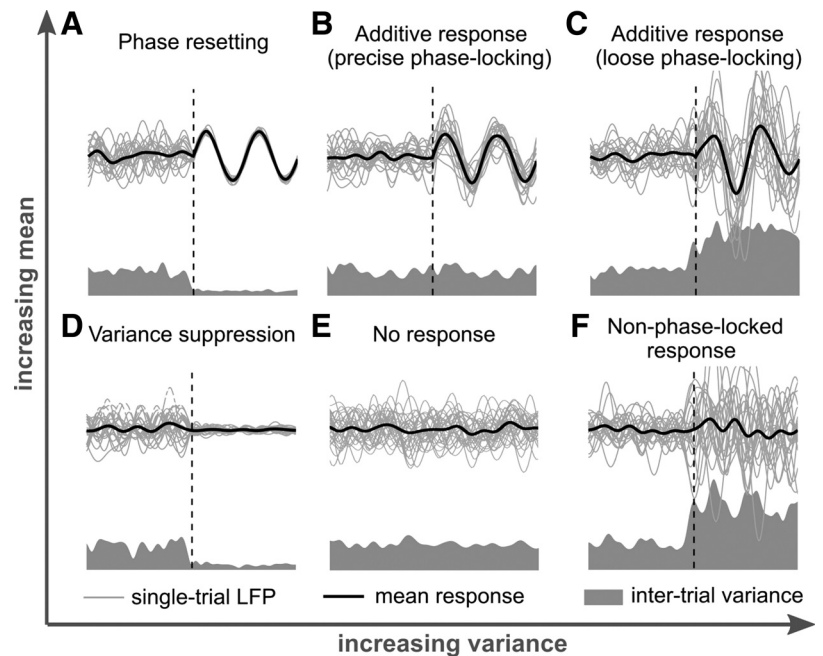 A
Phase resetting
B
Additive response
(precise phase-locking)
C
Additive response
(loose phase-locking)
increasing mean
D
Variance suppression
E
No response
F
Non-phase-locked
response
single-trial LFP
mean response
inter-trial variance
increasing variance